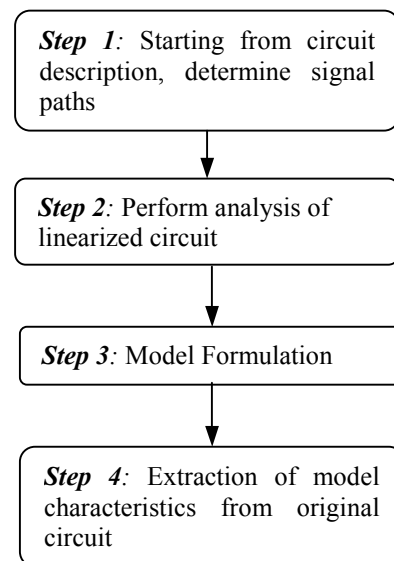 Step 1: Starting from circuit
description, determine signal
paths
Step 2: Perform analysis of
linearized circuit
Step 3: Model Formulation
Step 4: Extraction of model
characteristics from original
circuit